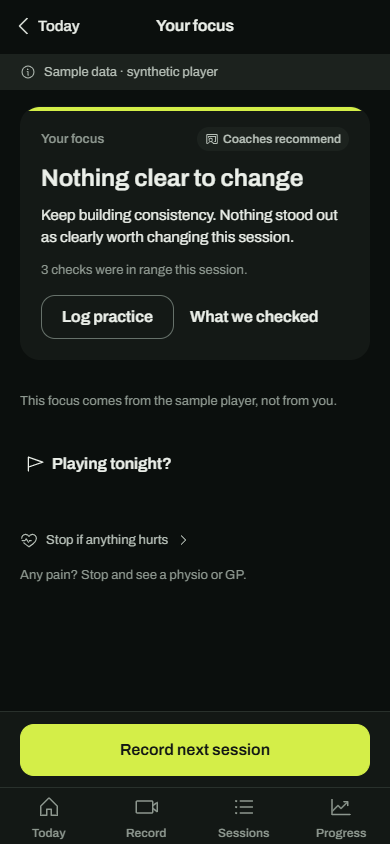 Today
Your focus
Sample data · synthetic player
Your focus
Coaches recommend
Nothing clear to change
Keep building consistency. Nothing stood out
as clearly worth changing this session.
3 checks were in range this session.
Log practice
What we checked
This focus comes from the sample player, not from you.
Playing tonight?
Stop if anything hurts
Any pain? Stop and see a physio or GP.
Record next session
Today
Record
Sessions
Progress